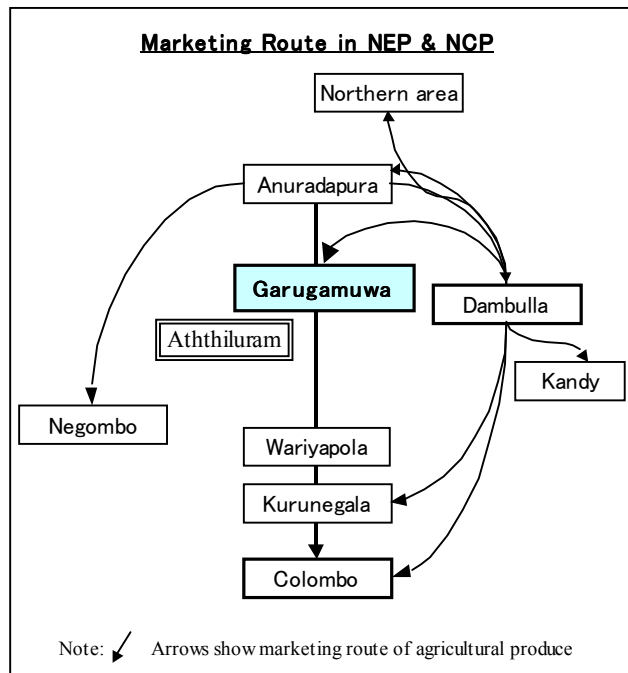 Marketing Route in NEP & NCP
Northern area
Anuradapura
Garugamuwa
Dambulla
Aththiluram
Kandy
Negombo
Wariyapola
Kurunegala
Colombo
Note: Arrows show marketing route of agricultural produce